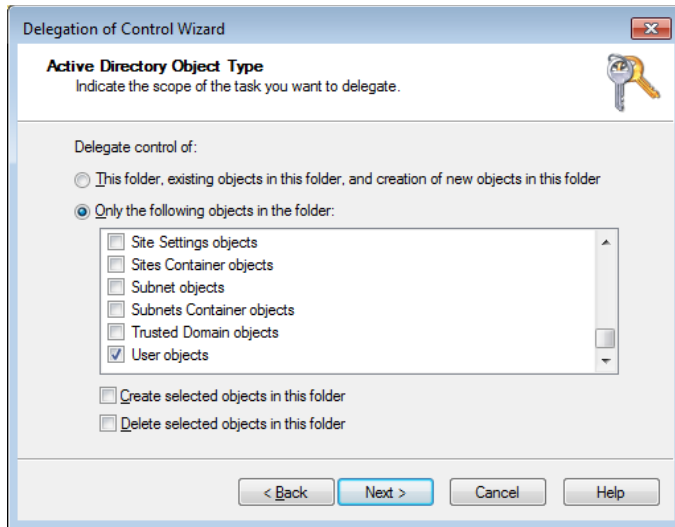 Delegation of Control Wizard
Active Directory Object Type
Indicate the scope of the task you want to delegate.
Delegate control of:
This folder, existing objects in this folder, and creation of new objects in this folder
Only the following objects in the folder:
Site Settings objects
Sites Container objects
Subnet objects
Subnets Container objects
Trusted Domain objects
User objects
Create selected objects in this folder
Delete selected objects in this folder
< Back Next > Cancel Help